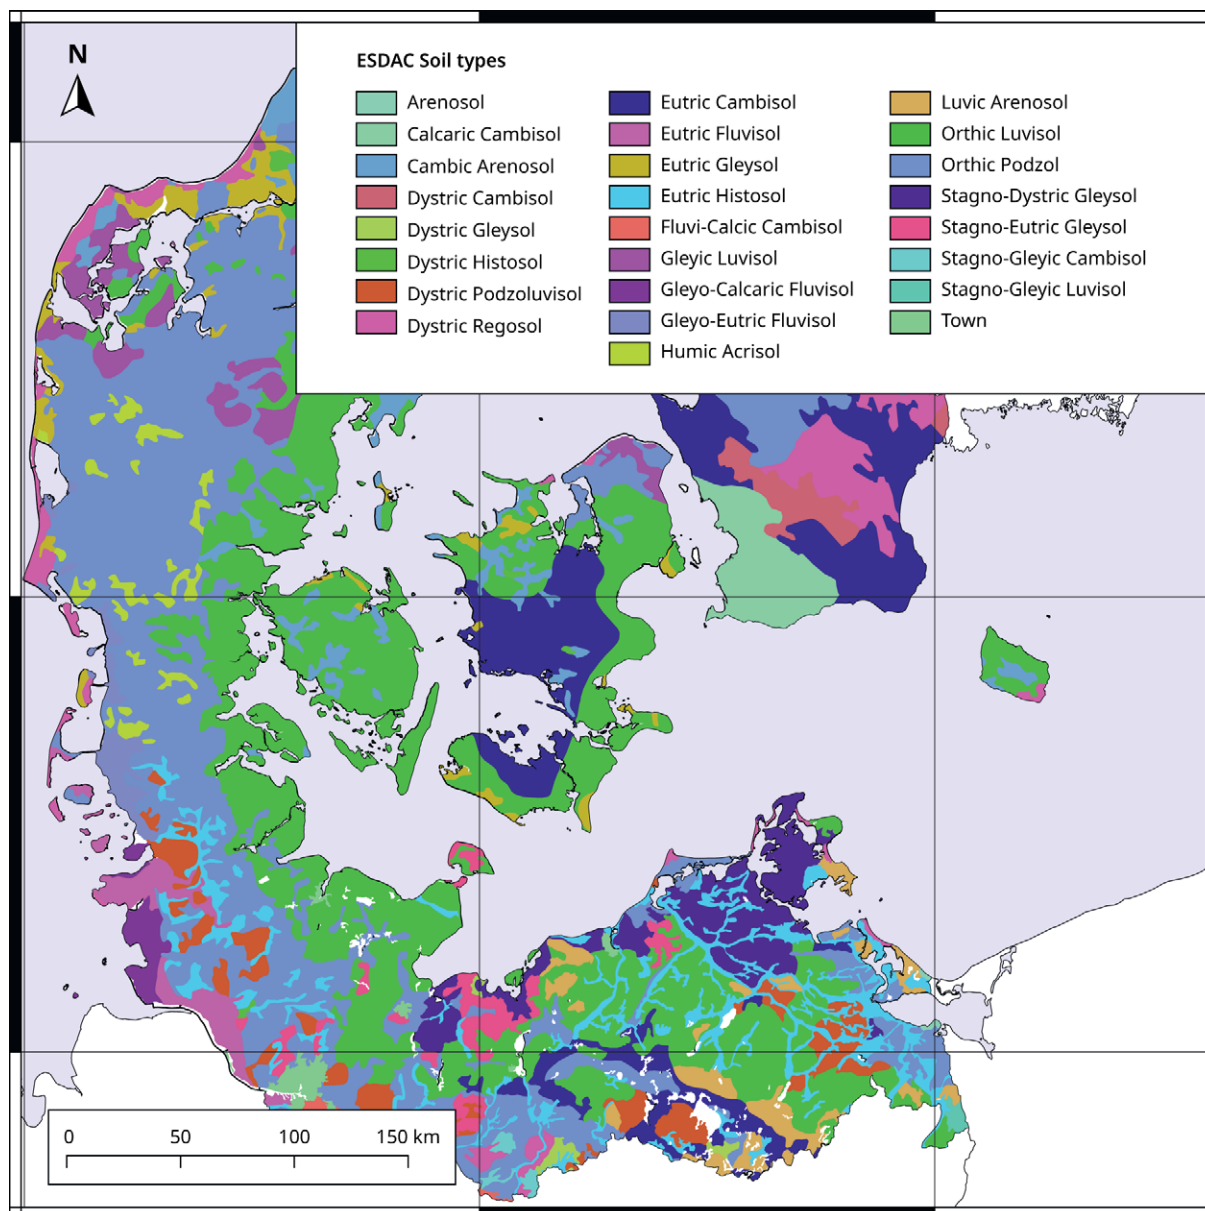 N
ESDAC Soil types
Arenosol
Calcaric Cambisol
Cambic Arenosol
Dystric Cambisol
Dystric Gleysol
Dystric Histosol
Dystric Podzoluvisol
Dystric Regosol
Eutric Cambisol
Eutric Fluvisol
Eutric Gleysol
Eutric Histosol
Fluvi-Calcic Cambisol
Gleyic Luvisol
Gleyo-Calcaric Fluvisol
Gleyo-Eutric Fluvisol
Humic Acrisol
Luvic Arenosol
Orthic Luvisol
Orthic Podzol
Stagno-Dystric Gleysol
Stagno-Eutric Gleysol
Stagno-Gleyic Cambisol
Stagno-Gleyic Luvisol
Town
0 50 100 150 km